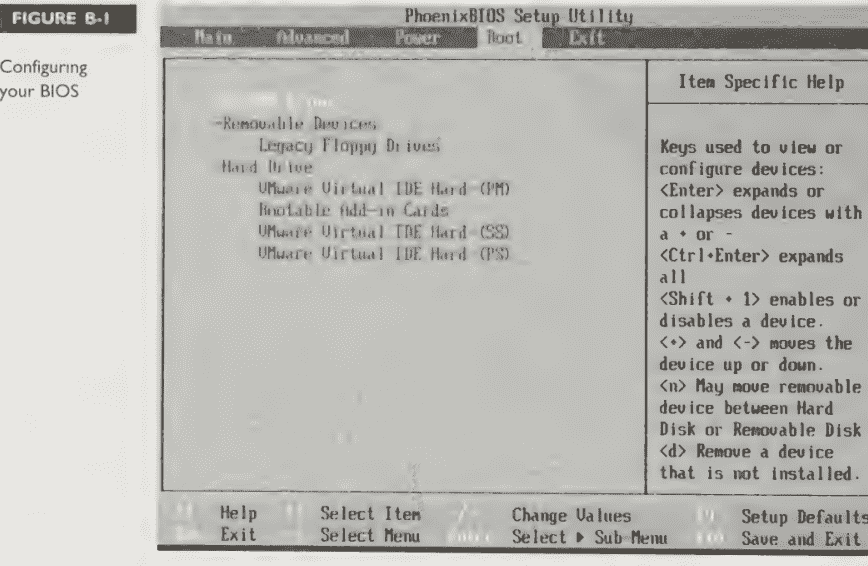 FIGURE B-1
Configuring
your BIOS
PhoenixBIOS Setup Utility
Main Advanced Power Boot Exit
-Removable Devices
Legacy Floppy Drives
Hard Drive
VMware Virtual IDE Hard-(PM)
Bootable Add-in Cards
VMware Virtual IDE Hard-(SS)
VMware Virtual IDE Hard-(PS)
Item Specific Help
Keys used to view or
configure devices:
<Enter> expands or
collapses devices with
a + or -
<Ctrl+Enter> expands
all
<Shift + 1> enables or
disables a device.
<+> and <-> moves the
device up or down.
<n> May move removable
device between Hard
Disk or Removable Disk
<d> Remove a device
that is not installed.
Help Select Item Change Values Setup Defaults
Exit Select Menu Select ▶ Sub-Menu Save and Exit